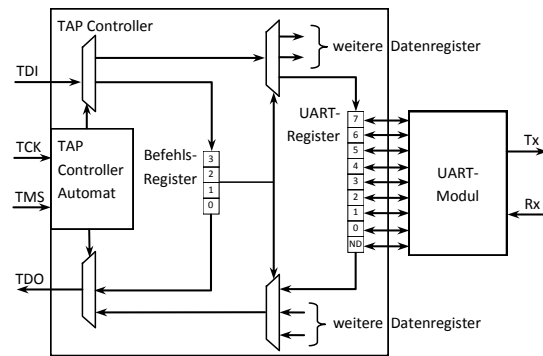 TAP Controller
weitere Datenregister
TDI
UART-
Register
7
6
5
4
3
2
1
0
ND
TCK
TAP
Controller
Automat
Befehls-
Register
3
2
1
0
Tx
UART-
Modul
TMS
Rx
TDO
weitere Datenregister